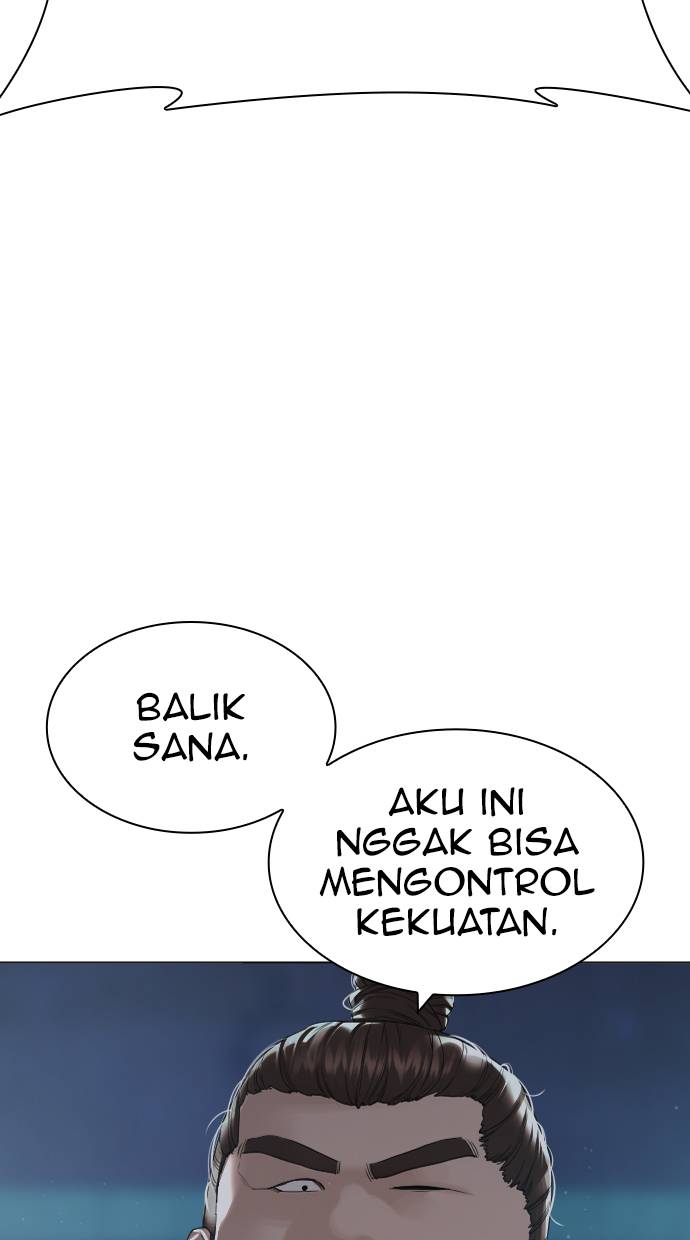 BALIK
SANA.
AKU INI
NGGAK BISA
MENGONTROL
KEKUATAN.